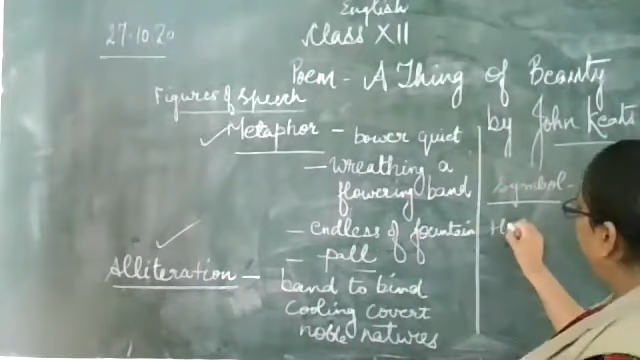 English
27.10.20
Class XII
Poem - A Thing of Beauty
by John Keats
Figures of Speech
Metaphor - bower quiet
- wreathing a
flowering band
- endless of fountain
- pall
Alliteration - band to bind
cooling covert
noble natures
Symbol -